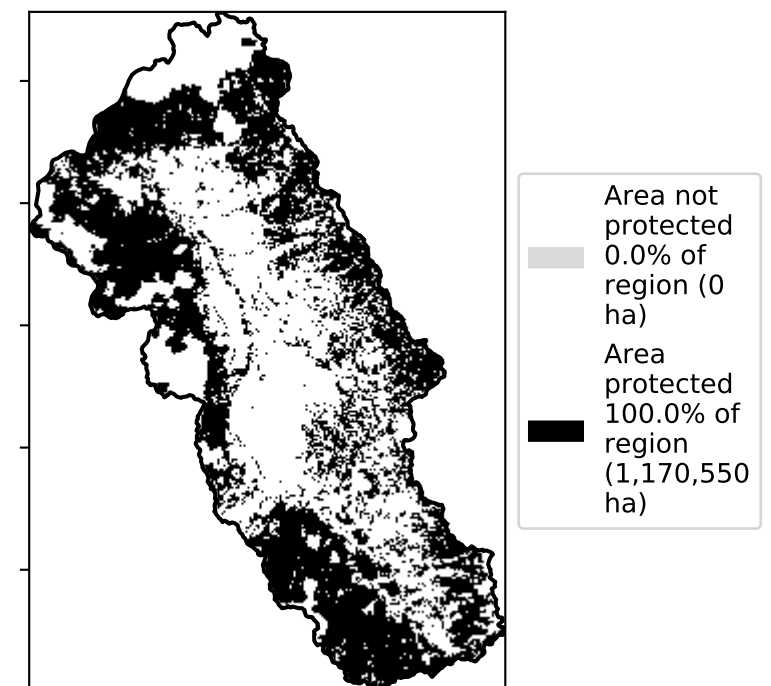 Area not
protected
0.0% of
region (0
ha)
Area
protected
100.0% of
region
(1,170,550
ha)